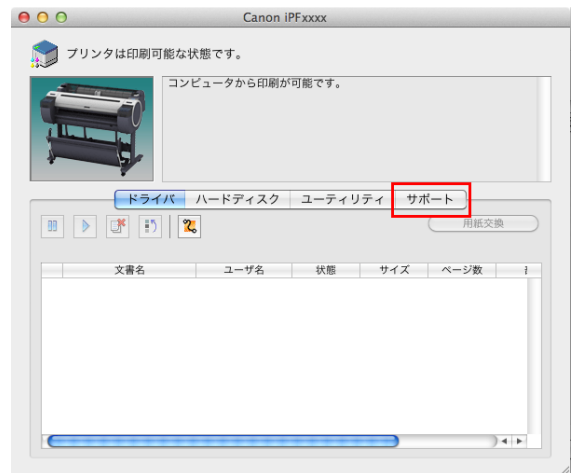 Canon iPFxxxx
プリンタは印刷可能な状態です。
コンピュータから印刷が可能です。
ドライバ ハードディスク ユーティリティ サポート
用紙交換
文書名 ユーザ名 状態 サイズ ページ数